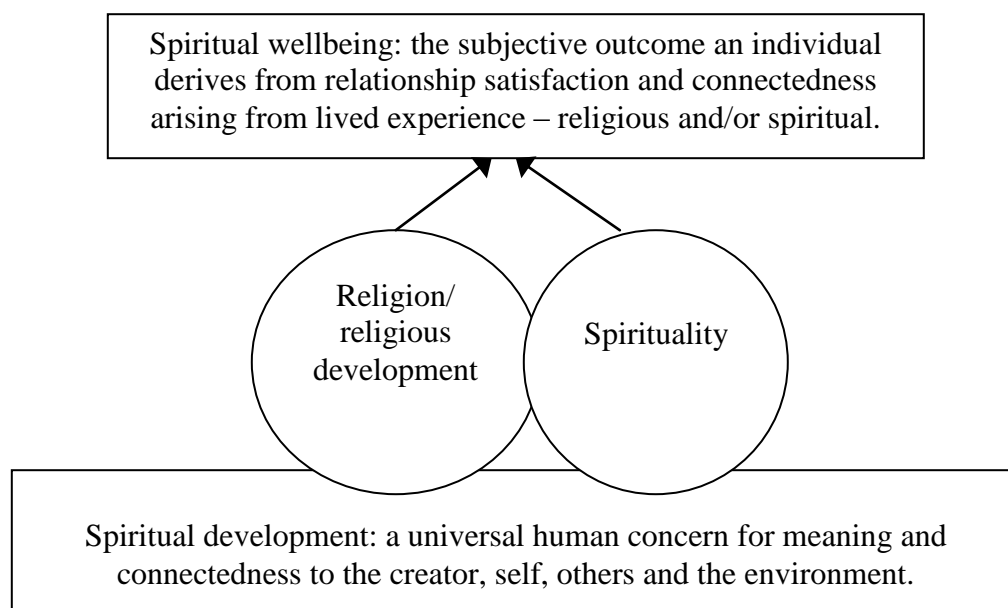 Spiritual wellbeing: the subjective outcome an individual
derives from relationship satisfaction and connectedness
arising from lived experience – religious and/or spiritual.
Religion/
religious
development
Spirituality
Spiritual development: a universal human concern for meaning and
connectedness to the creator, self, others and the environment.